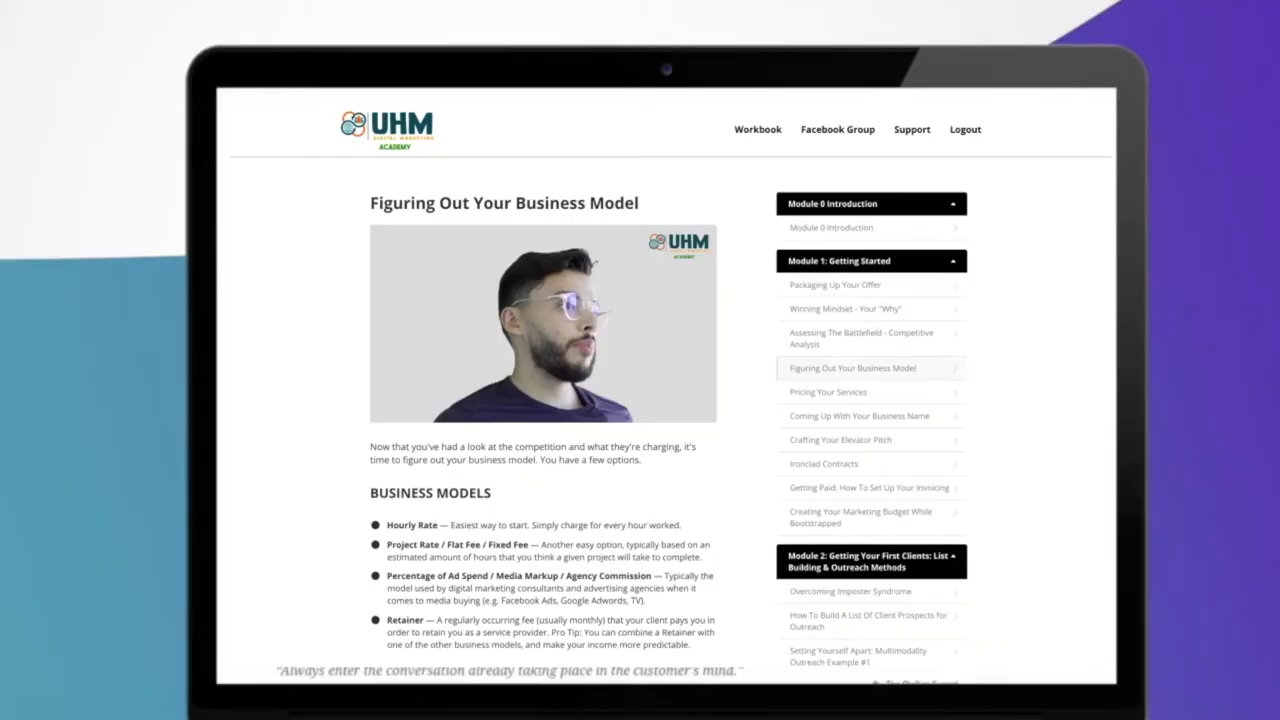 UHM
DIGITAL MARKETING
ACADEMY
Workbook
Facebook Group
Support
Logout
Figuring Out Your Business Model
UHM
ACADEMY
Now that you've had a look at the competition and what they're charging, it's
time to figure out your business model. You have a few options.
BUSINESS MODELS
Hourly Rate — Easiest way to start. Simply charge for every hour worked.
Project Rate / Flat Fee / Fixed Fee — Another easy option, typically based on an
estimated amount of hours that you think a given project will take to complete.
Percentage of Ad Spend / Media Markup / Agency Commission — Typically the
model used by digital marketing consultants and advertising agencies when it
comes to media buying (e.g. Facebook Ads, Google Adwords, TV).
Retainer — A regularly occurring fee (usually monthly) that your client pays you in
order to retain you as a service provider. Pro Tip: You can combine a Retainer with
one of the other business models, and make your income more predictable.
"Always enter the conversation already taking place in the customer's mind."
Module 0 Introduction
Module 0 Introduction
Module 1: Getting Started
Packaging Up Your Offer
Winning Mindset - Your "Why"
Assessing The Battlefield - Competitive
Analysis
Figuring Out Your Business Model
Pricing Your Services
Coming Up With Your Business Name
Crafting Your Elevator Pitch
Ironclad Contracts
Getting Paid: How To Set Up Your Invoicing
Creating Your Marketing Budget While
Bootstrapped
Module 2: Getting Your First Clients: List
Building & Outreach Methods
Overcoming Imposter Syndrome
How To Build A List Of Client Prospects for
Outreach
Setting Yourself Apart: Multimodality
Outreach Example #1